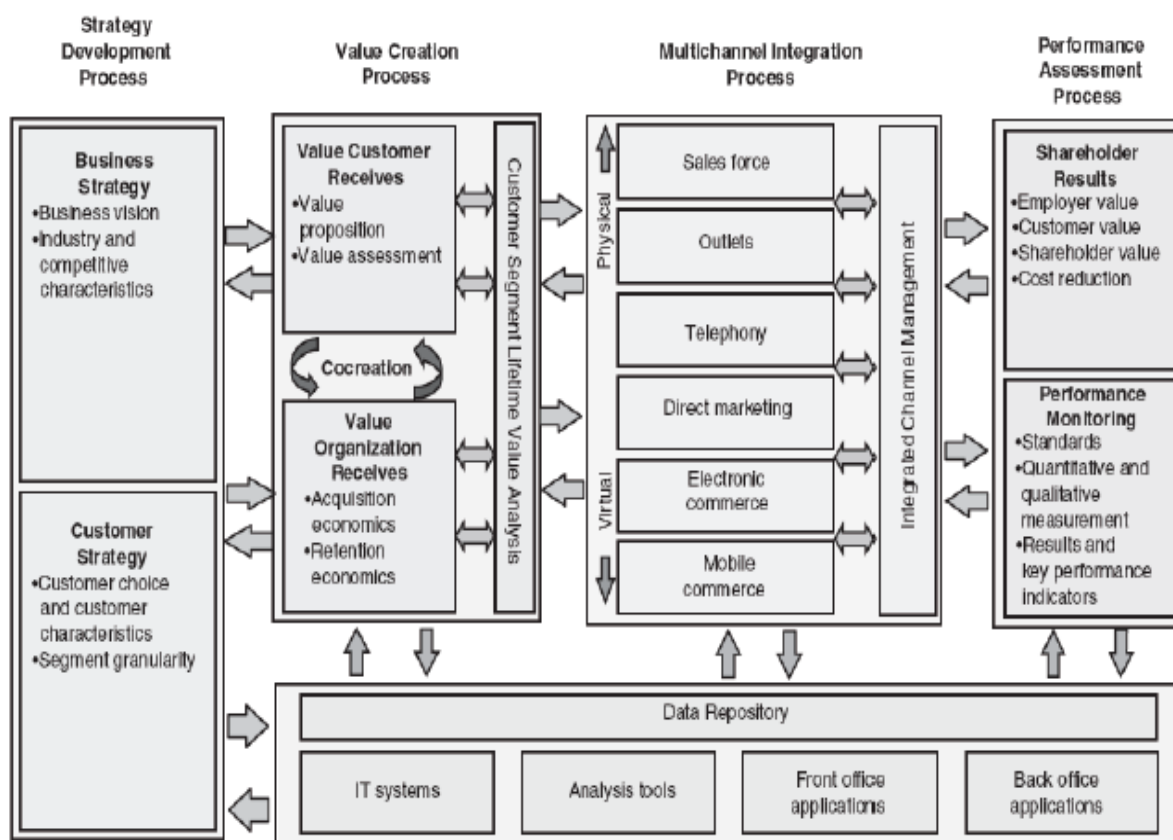 Strategy
Development
Process
Value Creation
Process
Multichannel Integration
Process
Performance
Assessment
Process
Business
Strategy
•Business vision
•Industry and
competitive
characteristics
Customer
Strategy
•Customer choice
and customer
characteristics
•Segment granularity
Value Customer
Receives
•Value
proposition
•Value assessment
Cocreation
Value
Organization
Receives
•Acquisition
economics
•Retention
economics
Customer Segment Lifetime Value Analysis
Physical
Virtual
Sales force
Outlets
Telephony
Direct marketing
Electronic
commerce
Mobile
commerce
Integrated Channel Management
Shareholder
Results
•Employer value
•Customer value
•Shareholder value
•Cost reduction
Performance
Monitoring
•Standards
•Quantitative and
qualitative
measurement
•Results and
key performance
indicators
Data Repository
IT systems
Analysis tools
Front office
applications
Back office
applications